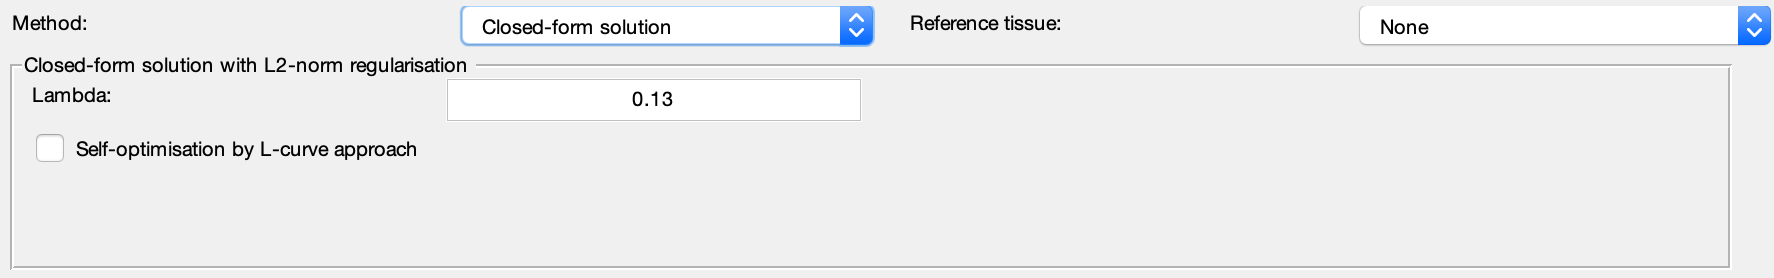 Method: Closed-form solution Reference tissue: None
Closed-form solution with L2-norm regularisation
Lambda: 0.13
Self-optimisation by L-curve approach